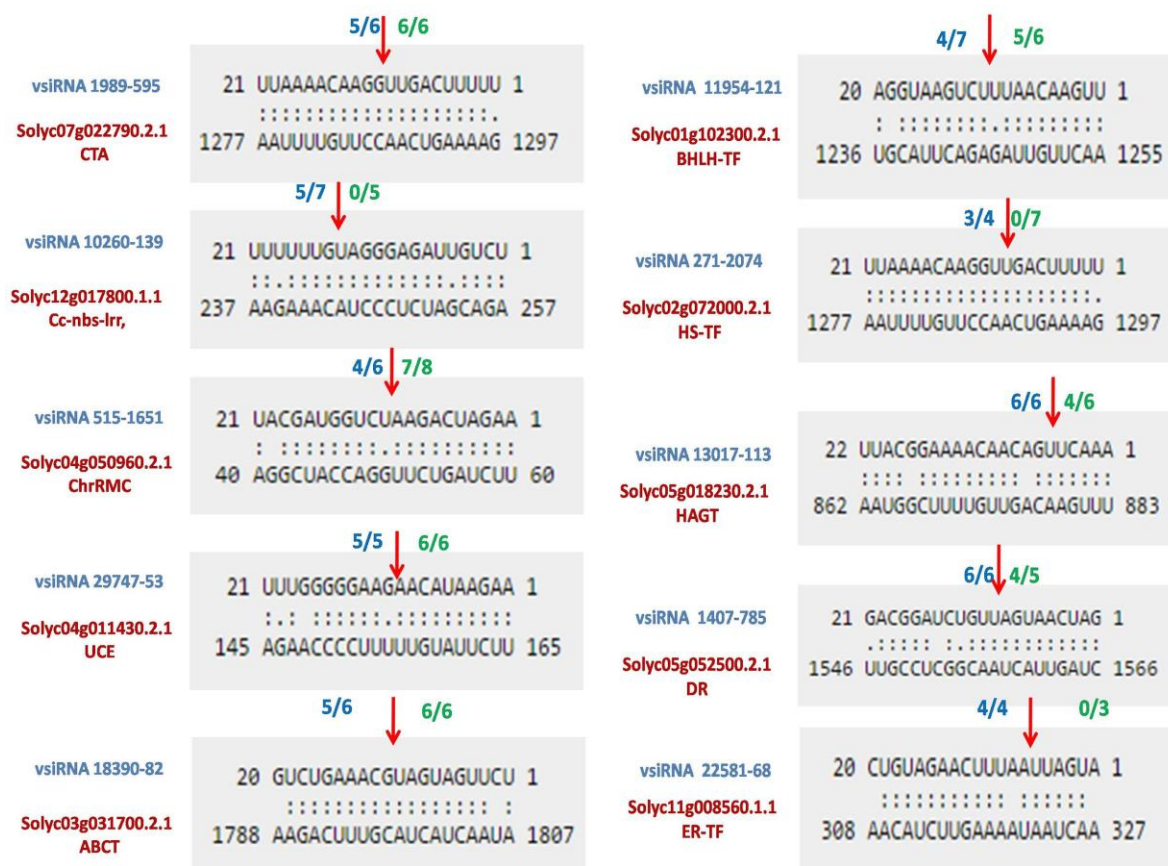 5/6 6/6
vsiRNA 1989-595
Solyc07g022790.2.1
CTA
21 UUAAAACAAGGUUGACUUUUU 1
::::::::::::::::::::.
1277 AAUUUUGUUCCAACUGAAAAG 1297
5/7 0/5
vsiRNA 10260-139
Solyc12g017800.1.1
Cc-nbs-lrr,
21 UUUUUUGUAGGGAGAUUGUCU 1
::.:::::::::::::.::::
237 AAGAAACAUCCCUCUAGCAGA 257
4/6 7/8
vsiRNA 515-1651
Solyc04g050960.2.1
ChrRMC
21 UACGAUGGUCUAAGACUAGAA 1
: ::::::::.::::::::::
40 AGGCUACCAGGUUCUGAUCUU 60
5/5 6/6
vsiRNA 29747-53
Solyc04g011430.2.1
UCE
21 UUUGGGGGAAGAACAUAAGAA 1
:.: ::::::.::::::::::
145 AGAACCCCUUUUUGUAUUCUU 165
5/6 6/6
vsiRNA 18390-82
Solyc03g031700.2.1
ABCT
20 GUCUGAAACGUAGUAGUUCU 1
:::::::::::::::: :
1788 AAGACUUUGCAUCAUCAAUA 1807
4/7 5/6
vsiRNA 11954-121
Solyc01g102300.2.1
BHLH-TF
20 AGGUAAGUCUUUAACAAGUU 1
: ::::::::.:::::::::
1236 UGCAUUCAGAGAUUGUUCAA 1255
3/4 0/7
vsiRNA 271-2074
Solyc02g072000.2.1
HS-TF
21 UUAAAACAAGGUUGACUUUUU 1
::::::::::::::::::::.
1277 AAUUUUGUUCCAACUGAAAAG 1297
6/6 4/6
vsiRNA 13017-113
Solyc05g018230.2.1
HAGT
22 UUACGGAAAACAACAGUUCAAA 1
:::: ::::::::: :::::::
862 AAUGGCUUUUGUUGACAAGUUU 883
6/6 4/5
vsiRNA 1407-785
Solyc05g052500.2.1
DR
21 GACGGAUCUGUUAGUAACUAG 1
.::::: :.::::::::::::
1546 UUGCCUCGGCAAUCAUUGAUC 1566
4/4 0/3
vsiRNA 22581-68
Solyc11g008560.1.1
ER-TF
20 CUGUAGAACUUUAAUUAGUA 1
::::::::::: ::::::
308 AACAUCUUGAAAAUAAUCAA 327